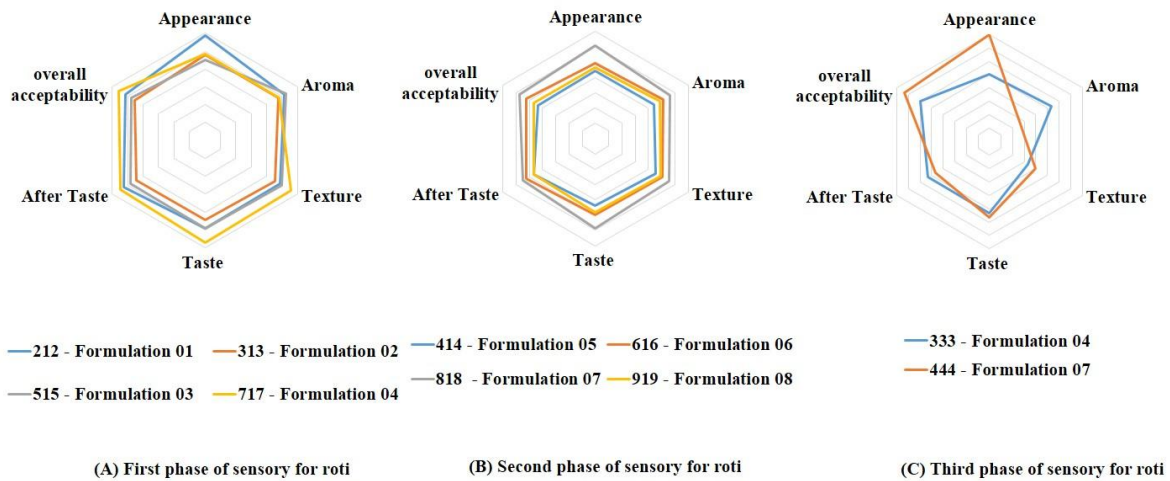 Appearance
Aroma
Texture
Taste
After Taste
overall
acceptability
212 - Formulation 01
313 - Formulation 02
515 - Formulation 03
717 - Formulation 04
(A) First phase of sensory for roti
Appearance
Aroma
Texture
Taste
After Taste
overall
acceptability
414 - Formulation 05
616 - Formulation 06
818 - Formulation 07
919 - Formulation 08
(B) Second phase of sensory for roti
Appearance
Aroma
Texture
Taste
After Taste
overall
acceptability
333 - Formulation 04
444 - Formulation 07
(C) Third phase of sensory for roti